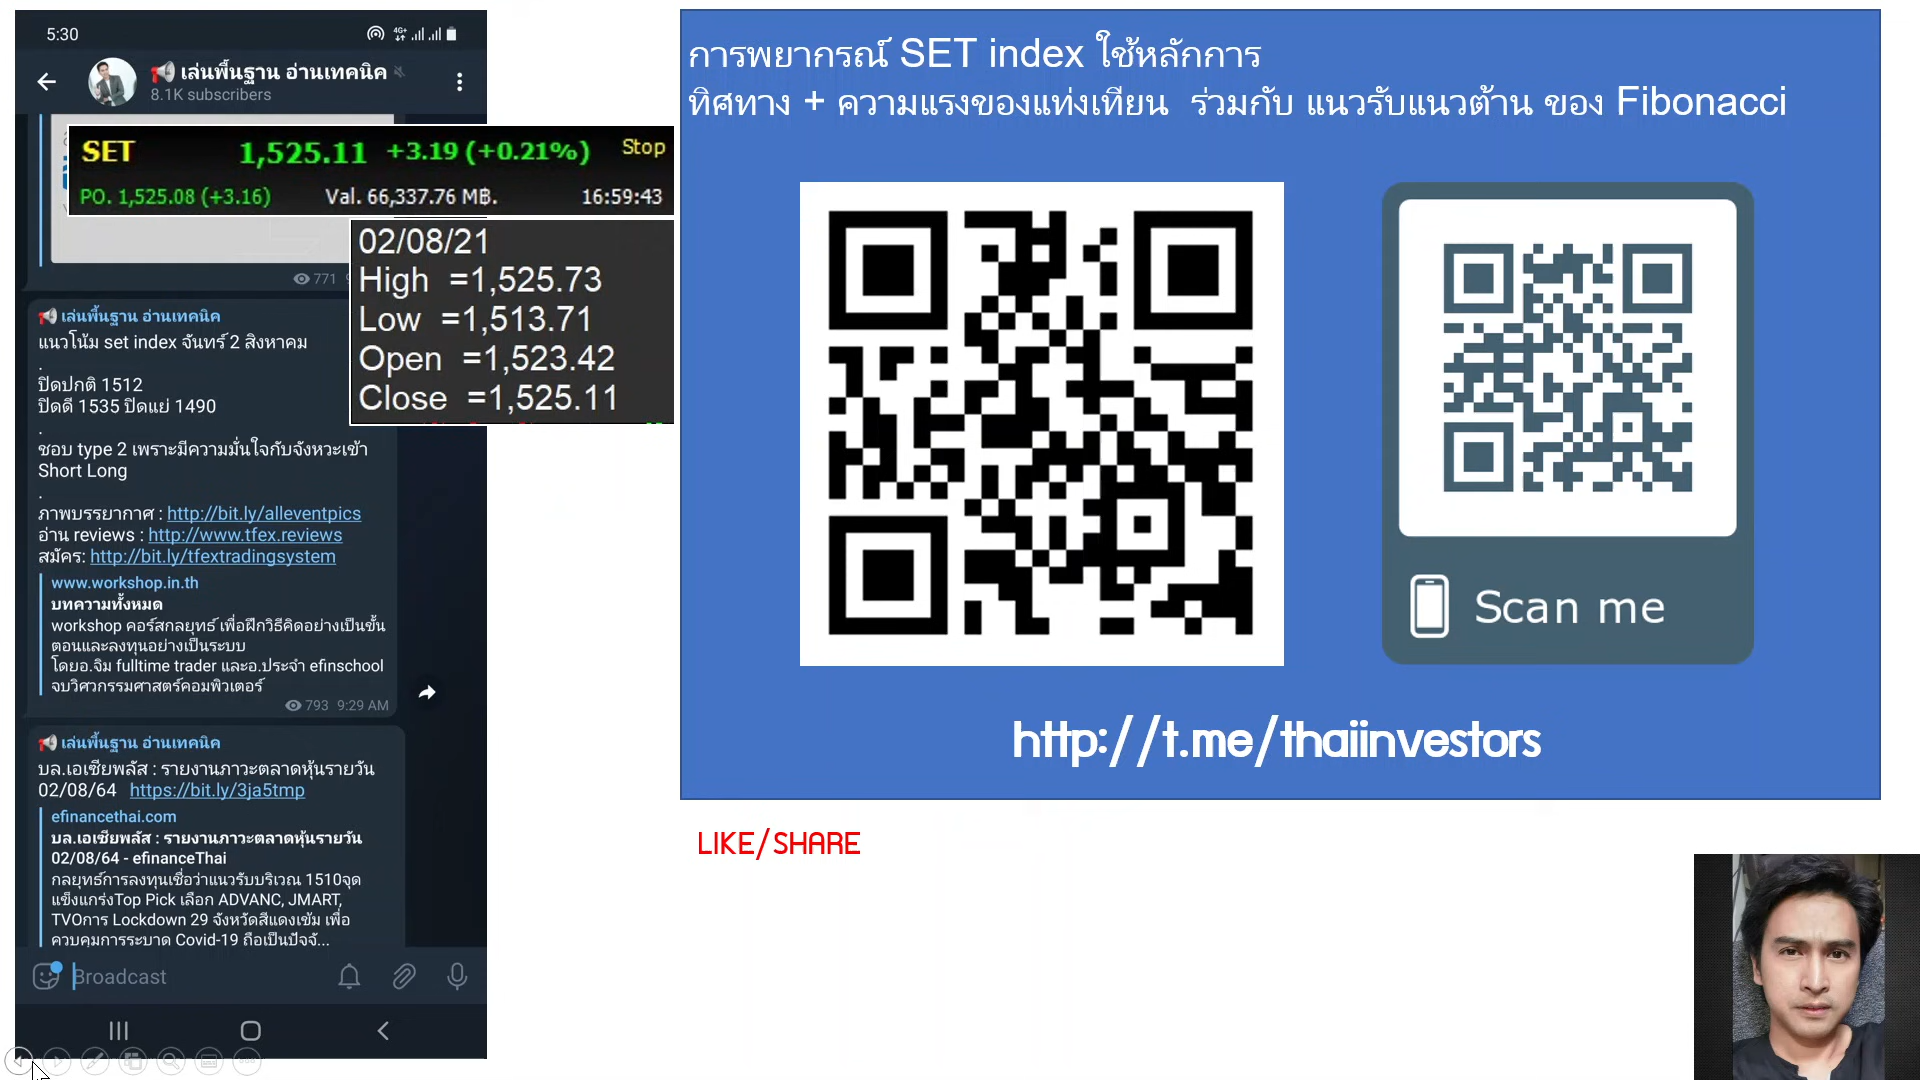 5:30
4G+
เล่นพื้นฐาน อ่านเทคนิค
8.1K subscribers
SET 1,525.11 +3.19 (+0.21%) Stop
PO. 1,525.08 (+3.16) Val. 66,337.76 M฿. 16:59:43
771
02/08/21
High =1,525.73
Low =1,513.71
Open =1,523.42
Close =1,525.11
เล่นพื้นฐาน อ่านเทคนิค
แนวโน้ม set index จันทร์ 2 สิงหาคม
.
ปิดปกติ 1512
ปิดดี 1535 ปิดแย่ 1490
.
ชอบ type 2 เพราะมีความมั่นใจกับจังหวะเข้า
Short Long
.
ภาพบรรยากาศ : http://bit.ly/alleventpics
อ่าน reviews : http://www.tfex.reviews
สมัคร: http://bit.ly/tfextradingsystem
www.workshop.in.th
บทความทั้งหมด
workshop คอร์สกลยุทธ์ เพื่อฝึกวิธีคิดอย่างเป็นขั้น
ตอนและลงทุนอย่างเป็นระบบ
โดยอ.จิม fulltime trader และอ.ประจำ efinschool
จบวิศวกรรมศาสตร์คอมพิวเตอร์
793 9:29 AM
เล่นพื้นฐาน อ่านเทคนิค
บล.เอเซียพลัส : รายงานภาวะตลาดหุ้นรายวัน
02/08/64 https://bit.ly/3ja5tmp
efinancethai.com
บล.เอเซียพลัส : รายงานภาวะตลาดหุ้นรายวัน
02/08/64 - efinanceThai
กลยุทธ์การลงทุนเชื่อว่าแนวรับบริเวณ 1510จุด
แข็งแกร่งTop Pick เลือก ADVANC, JMART,
TVOการ Lockdown 29 จังหวัดสีแดงเข้ม เพื่อ
ควบคุมการระบาด Covid-19 ถือเป็นปัจจั...
Broadcast
การพยากรณ์ SET index ใช้หลักการ
ทิศทาง + ความแรงของแท่งเทียน ร่วมกับ แนวรับแนวต้าน ของ Fibonacci
Scan me
http://t.me/thaiinvestors
LIKE/SHARE